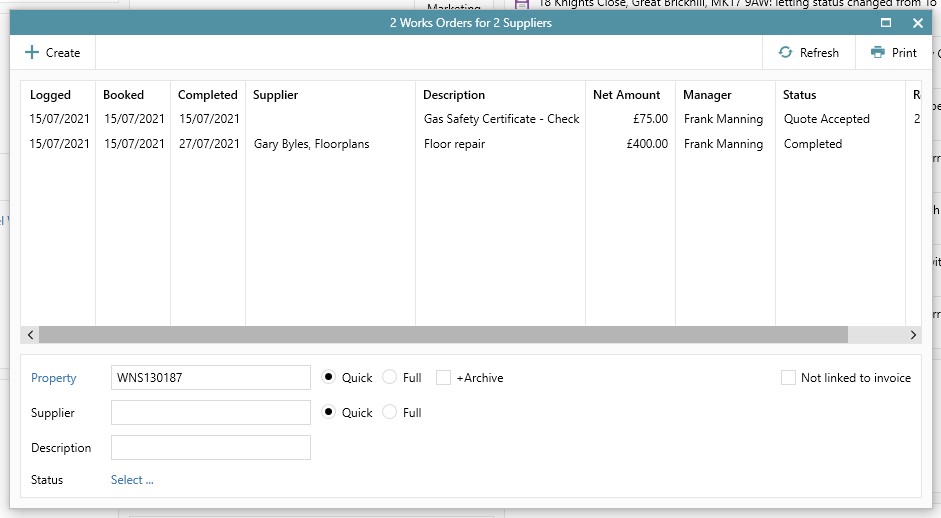 Marketing
18 Knights Close, Great Brickhill, MK17 9AW: letting status changed from To
2 Works Orders for 2 Suppliers
Create Refresh Print
Logged Booked Completed Supplier Description Net Amount Manager Status R
15/07/2021 15/07/2021 15/07/2021 Gas Safety Certificate - Check £75.00 Frank Manning Quote Accepted 2
15/07/2021 15/07/2021 27/07/2021 Gary Byles, Floorplans Floor repair £400.00 Frank Manning Completed
Property WNS130187 Quick Full +Archive Not linked to invoice
Supplier Quick Full
Description
Status Select ...